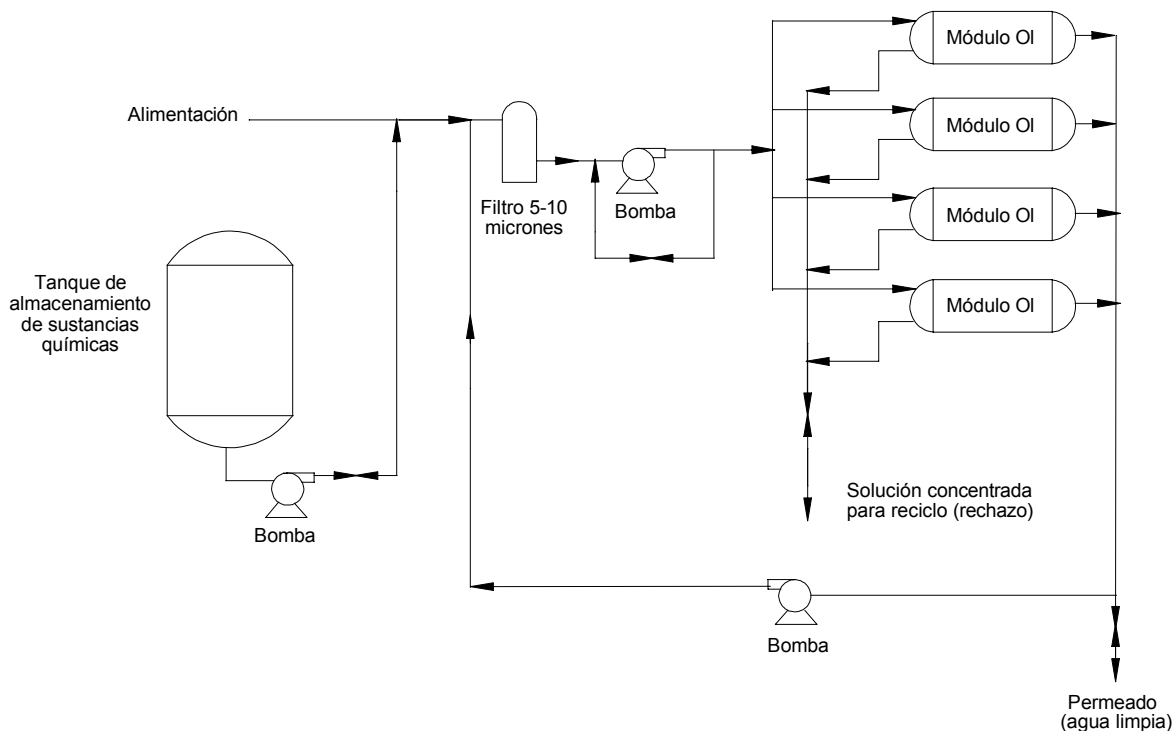 Módulo OI
Alimentación
Módulo OI
Filtro 5-10
micrones
Bomba
Módulo OI
Tanque de
almacenamiento
de sustancias
químicas
Módulo OI
Bomba
Solución concentrada
para reciclo (rechazo)
Bomba
Permeado
(agua limpia)